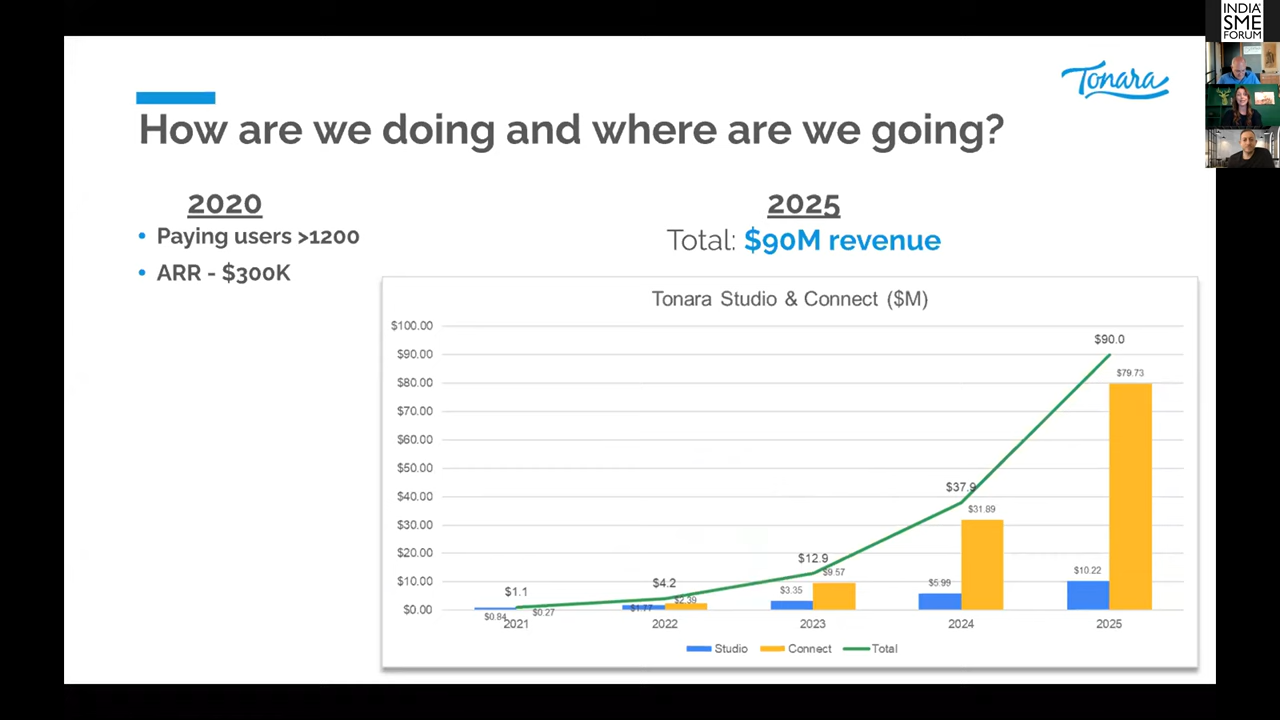 INDIA
SME
FORUM
Tonara
How are we doing and where are we going?
2020
• Paying users >1200
• ARR - $300K
2025
Total: $90M revenue
Tonara Studio & Connect ($M)
$100.00
$90.00
$80.00
$70.00
$60.00
$50.00
$40.00
$30.00
$20.00
$10.00
$0.00
$1.1
$4.2
$12.9
$37.9
$90.0
$0.84
$0.27
$1.77
$2.39
$3.35
$9.57
$5.99
$31.89
$10.22
$79.73
2021
2022
2023
2024
2025
Studio
Connect
Total